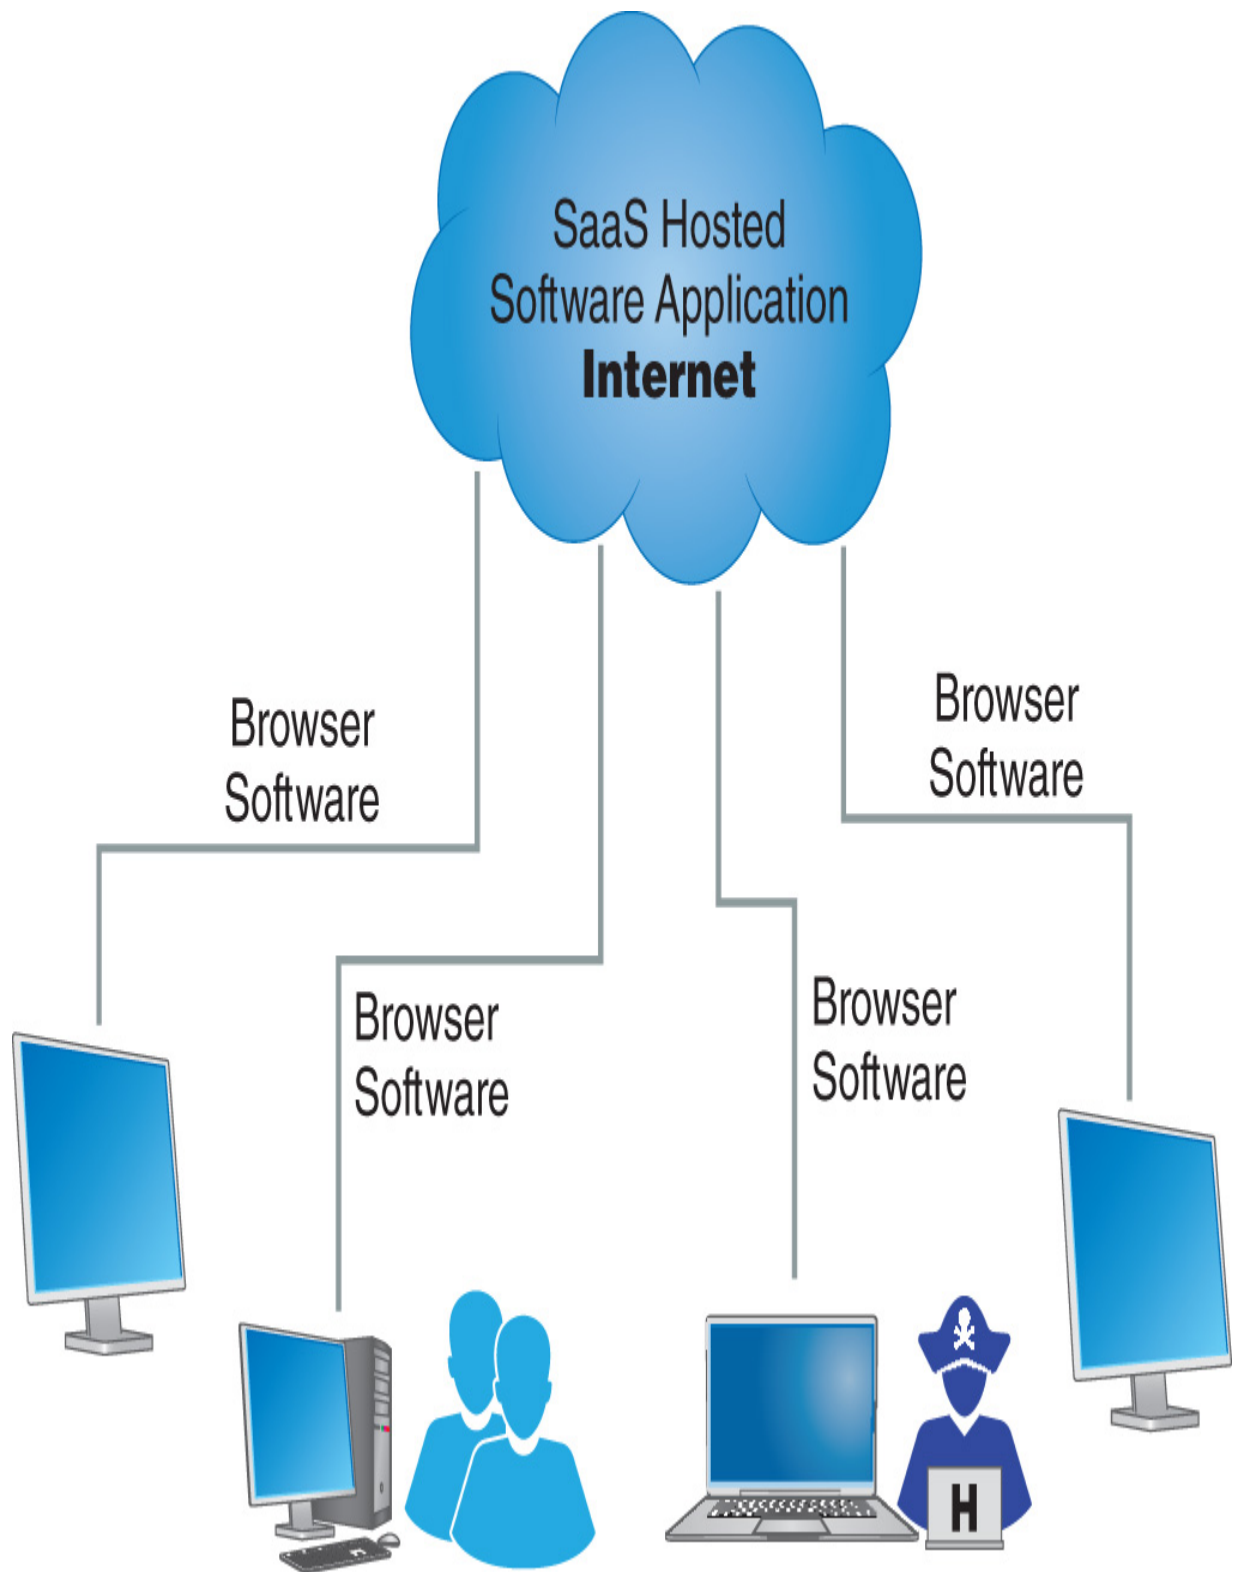 SaaS Hosted
Software Application
Internet
Browser
Software
Browser
Software
Browser
Software
Browser
Software
H